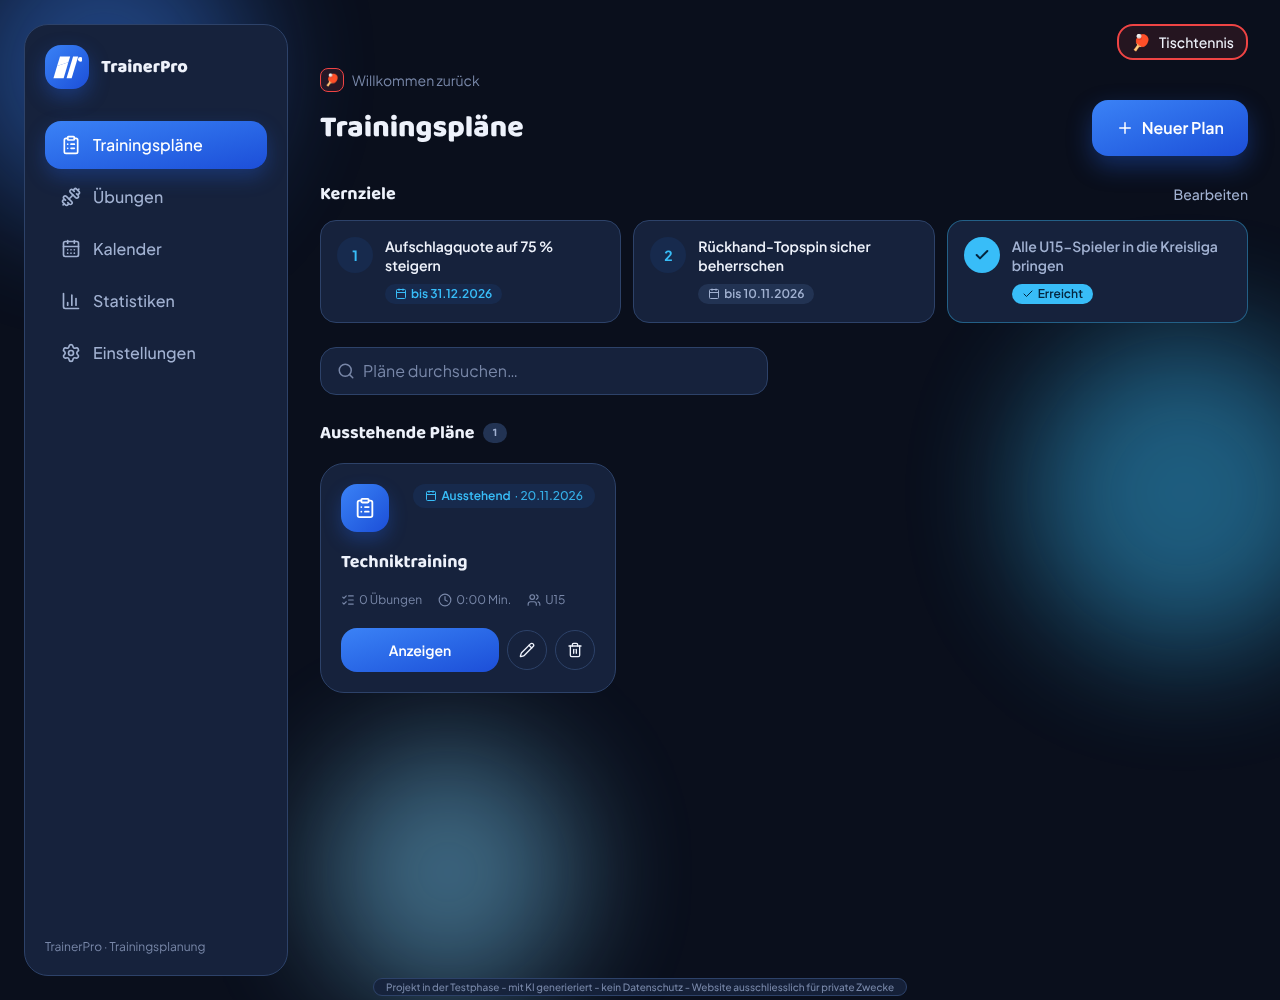 TrainerPro
Trainingspläne
Übungen
Kalender
Statistiken
Einstellungen
TrainerPro · Trainingsplanung
Tischtennis
Willkommen zurück
Trainingspläne
Neuer Plan
Kernziele
Bearbeiten
1
Aufschlagquote auf 75 %
steigern
bis 31.12.2026
2
Rückhand-Topspin sicher
beherrschen
bis 10.11.2026
Alle U15-Spieler in die Kreisliga
bringen
Erreicht
Pläne durchsuchen...
Ausstehende Pläne 1
Ausstehend · 20.11.2026
Techniktraining
0 Übungen 0:00 Min. U15
Anzeigen
Projekt in der Testphase - mit KI generieriert - kein Datenschutz - Website ausschliesslich für private Zwecke